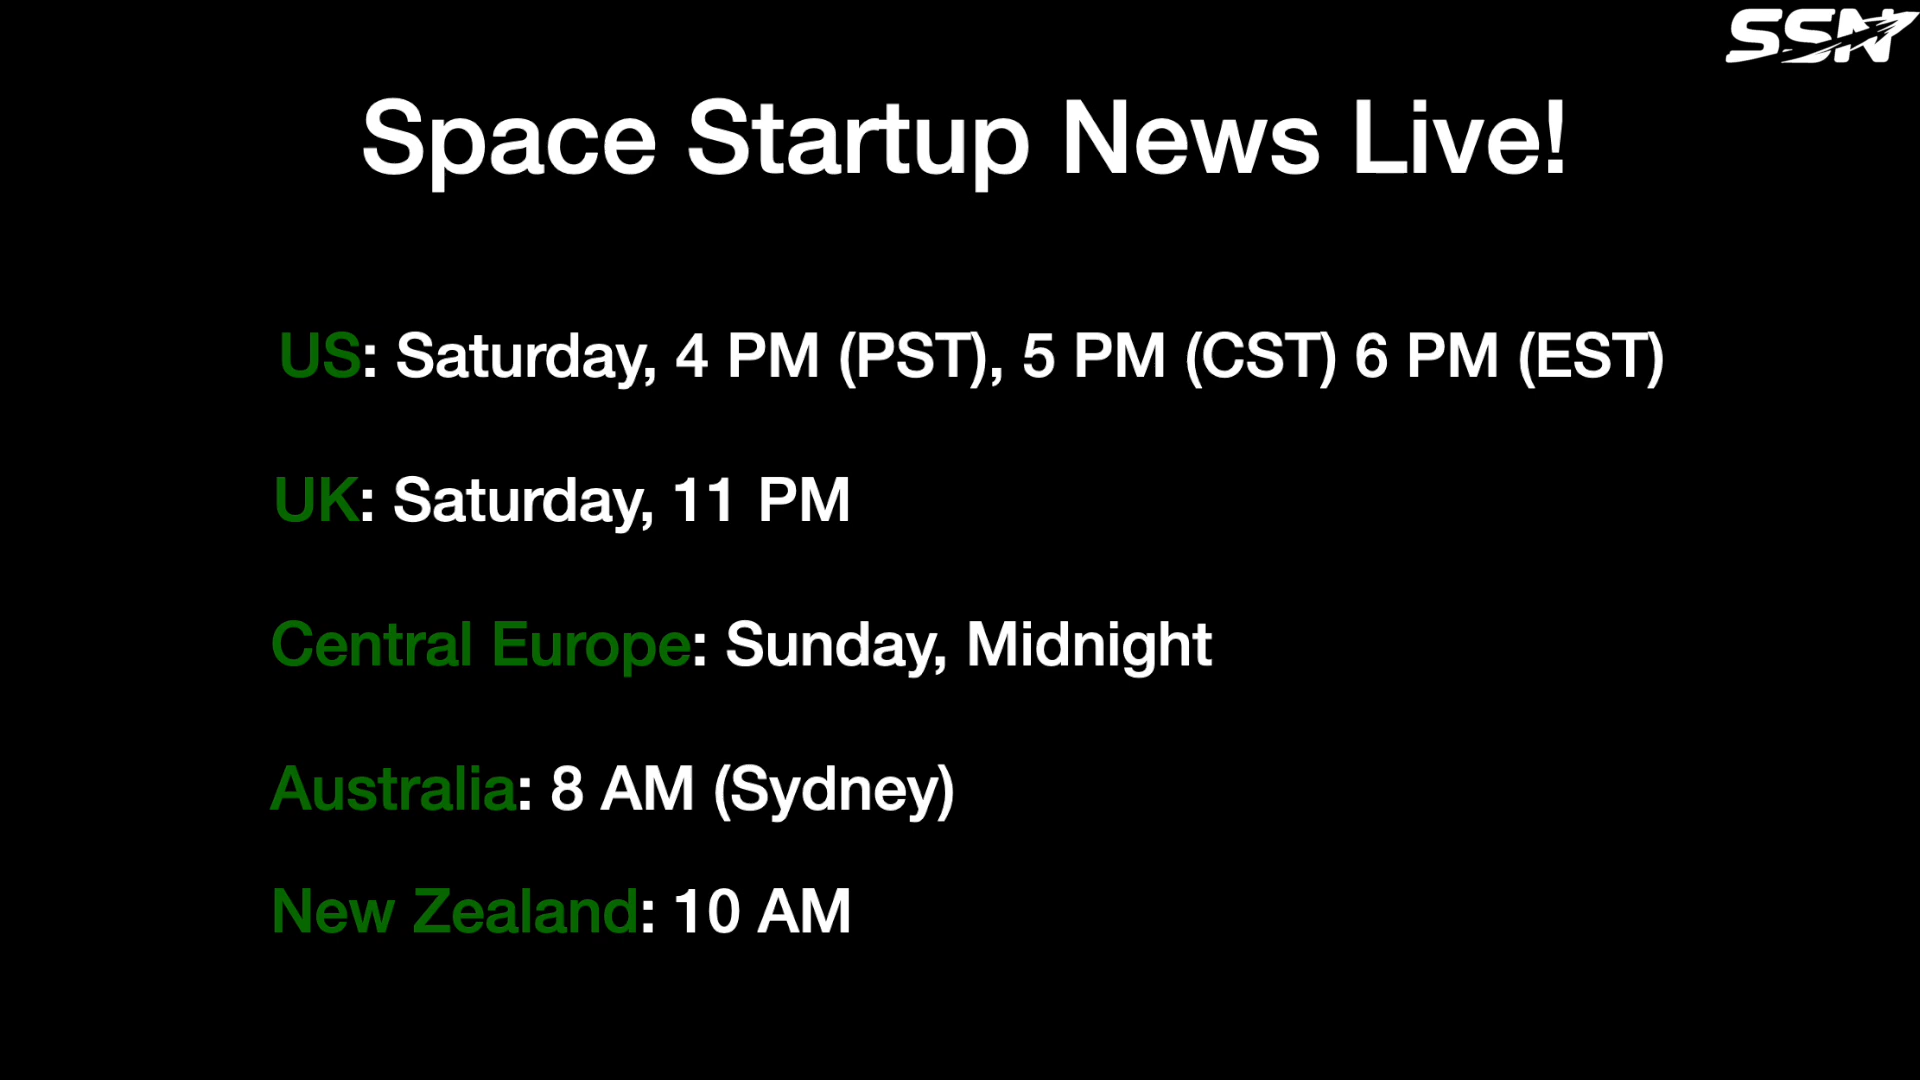 SSN
Space Startup News Live!
US: Saturday, 4 PM (PST), 5 PM (CST) 6 PM (EST)
UK: Saturday, 11 PM
Central Europe: Sunday, Midnight
Australia: 8 AM (Sydney)
New Zealand: 10 AM